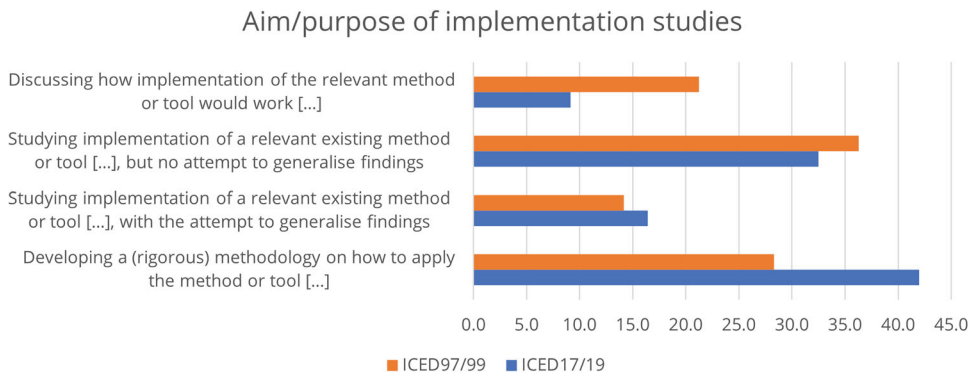 Aim/purpose of implementation studies
Discussing how implementation of the relevant method
or tool would work [...]
Studying implementation of a relevant existing method
or tool [...], but no attempt to generalise findings
Studying implementation of a relevant existing method
or tool [...], with the attempt to generalise findings
Developing a (rigorous) methodology on how to apply
the method or tool [...]
0.0 5.0 10.0 15.0 20.0 25.0 30.0 35.0 40.0 45.0
ICED97/99 ICED17/19